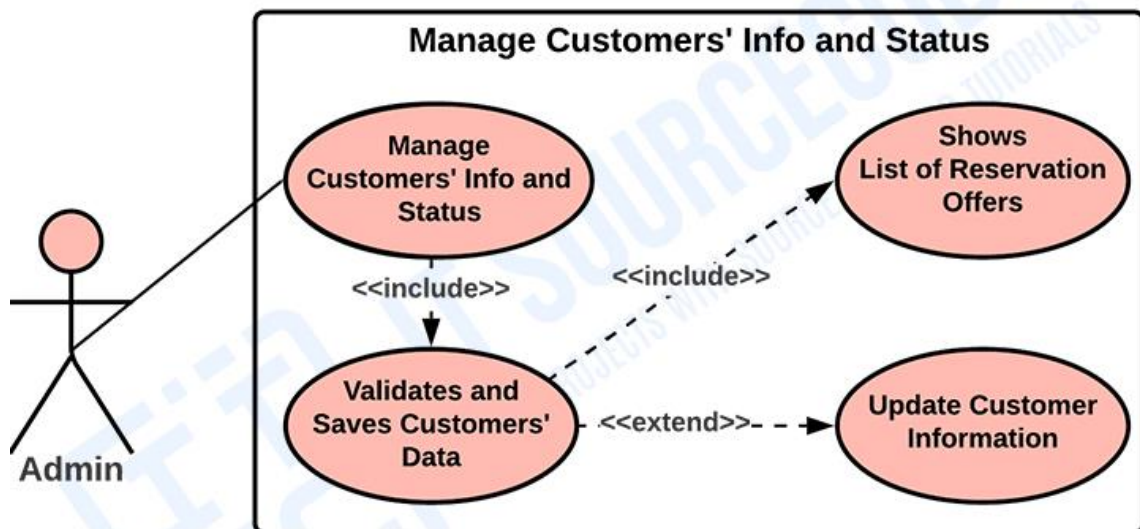 Manage Customers' Info and Status
Manage
Customers' Info and
Status
Shows
List of Reservation
Offers
<<include>>
<<include>>
Validates and
Saves Customers'
Data
<<extend>>
Update Customer
Information
Admin